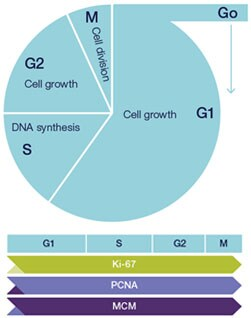 Go
M
Cell division
G2
Cell growth
Cell growth
G1
DNA synthesis
S
G1 S G2 M
Ki-67
PCNA
MCM